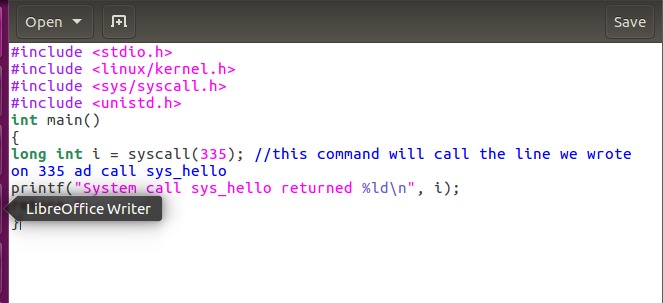 Open
Save
#include <stdio.h>
#include <linux/kernel.h>
#include <sys/syscall.h>
#include <unistd.h>
int main()
{
long int i = syscall(335); //this command will call the line we wrote
on 335 ad call sys_hello
printf("System call sys_hello returned %ld\n", i);
LibreOffice Writer
}